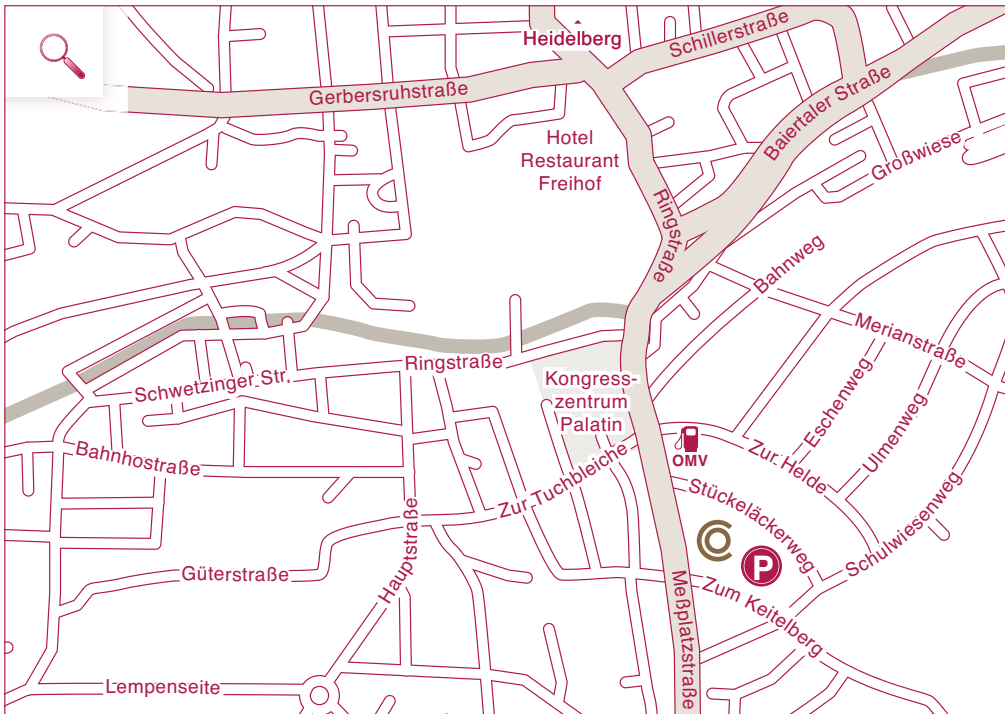 Heidelberg
Schillerstraße
Gerbersruhstraße
Baiertaler Straße
Hotel
Restaurant
Freihof
Großwiese
Ringstraße
Bahnweg
Merianstraße
Ringstraße
Schwetzinger Str.
Kongress-
zentrum
Palatin
Eschenweg
Ulmenweg
Bahnhostraße
OMV
Zur Helde
Zur Tuchbleiche
Stückeläckerweg
Schulwiesenweg
Hauptstraße
P
Güterstraße
Zum Keitelberg
Meßplatzstraße
Lempenseite